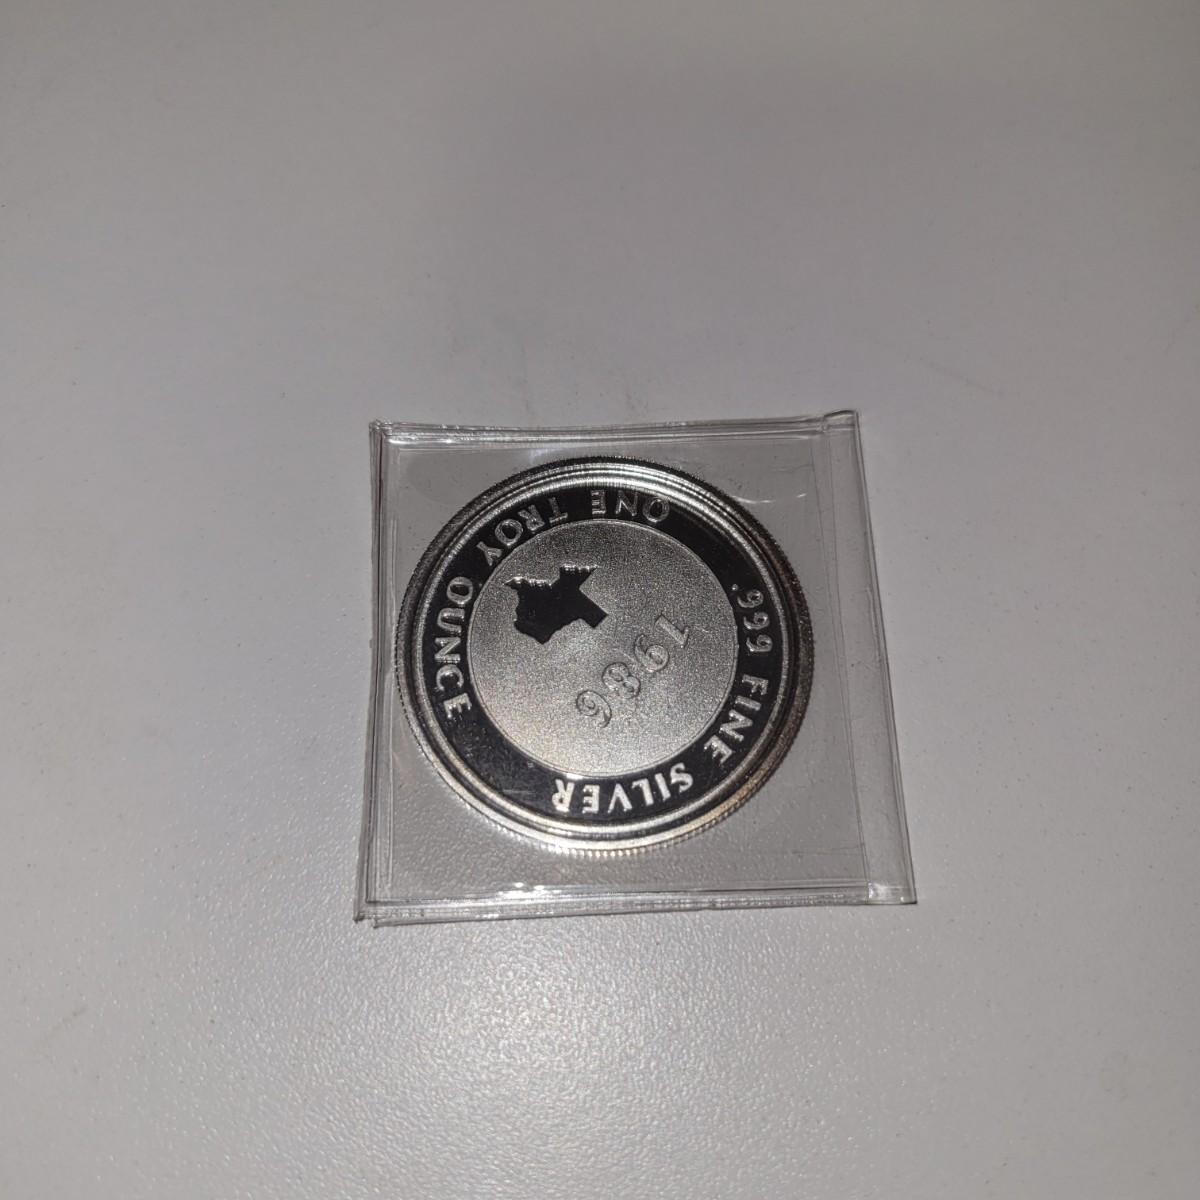 ONE TROY OUNCE
.999 FINE SILVER
1986